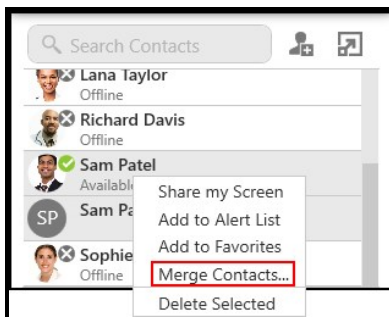 Search Contacts
Lana Taylor
Offline
Richard Davis
Offline
Sam Patel
Availabl
SP Sam Pa
Sophie
Offline
Share my Screen
Add to Alert List
Add to Favorites
Merge Contacts...
Delete Selected